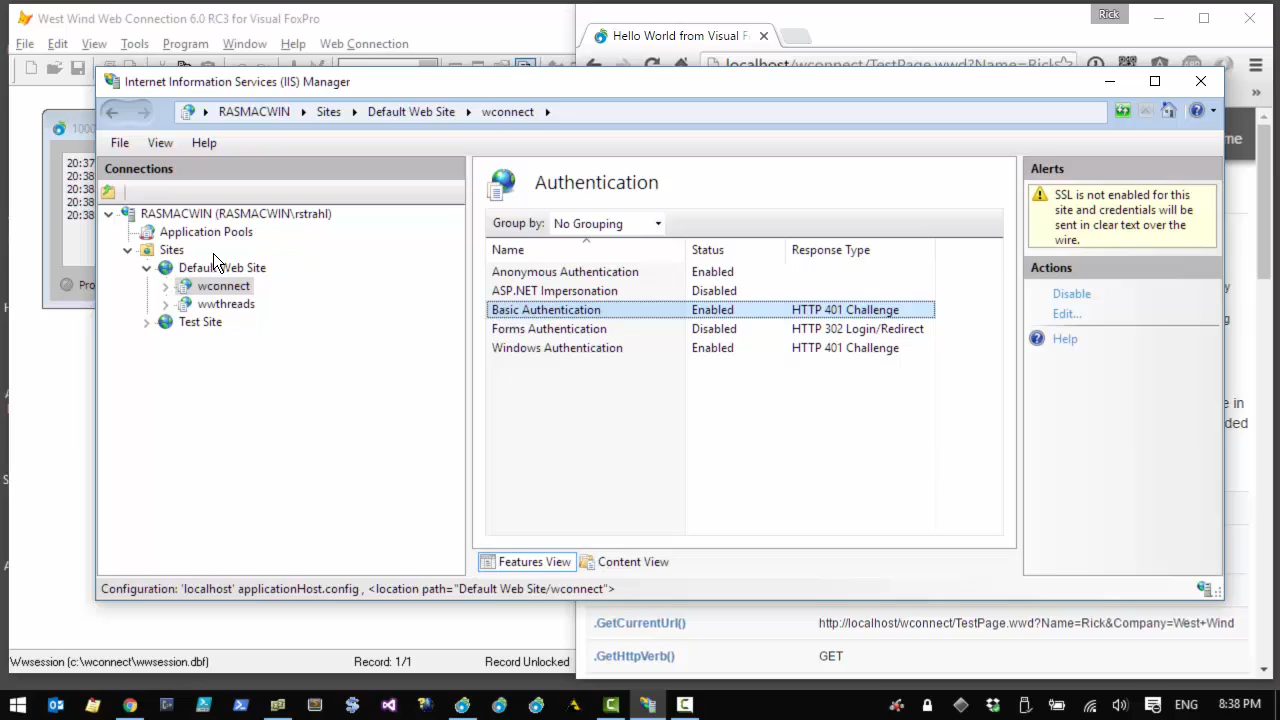 West Wind Web Connection 6.0 RC3 for Visual FoxPro
Rick
File Edit View Tools Program Window Help Web Connection
Hello World from Visual F
localhost/wconnect/TestPage.wwd?Name=Rick
Internet Information Services (IIS) Manager
RASMACWIN Sites Default Web Site wconnect
File View Help
Connections
RASMACWIN (RASMACWIN\rstrahl)
Application Pools
Sites
Default Web Site
wconnect
wwthreads
Test Site
20:37
20:38
20:38
20:38
20:38
Pro
Authentication
Group by: No Grouping
Name Status Response Type
Anonymous Authentication Enabled
ASP.NET Impersonation Disabled
Basic Authentication Enabled HTTP 401 Challenge
Forms Authentication Disabled HTTP 302 Login/Redirect
Windows Authentication Enabled HTTP 401 Challenge
Features View Content View
Alerts
SSL is not enabled for this
site and credentials will be
sent in clear text over the
wire.
Actions
Disable
Edit...
Help
me
e in
ded
Configuration: 'localhost' applicationHost.config , <location path="Default Web Site/wconnect">
.GetCurrentUrl() http://localhost/wconnect/TestPage.wwd?Name=Rick&Company=West+Wind
.GetHttpVerb() GET
Wwsession (c:\wconnect\wwsession.dbf) Record: 1/1 Record Unlocked
ENG 8:38 PM